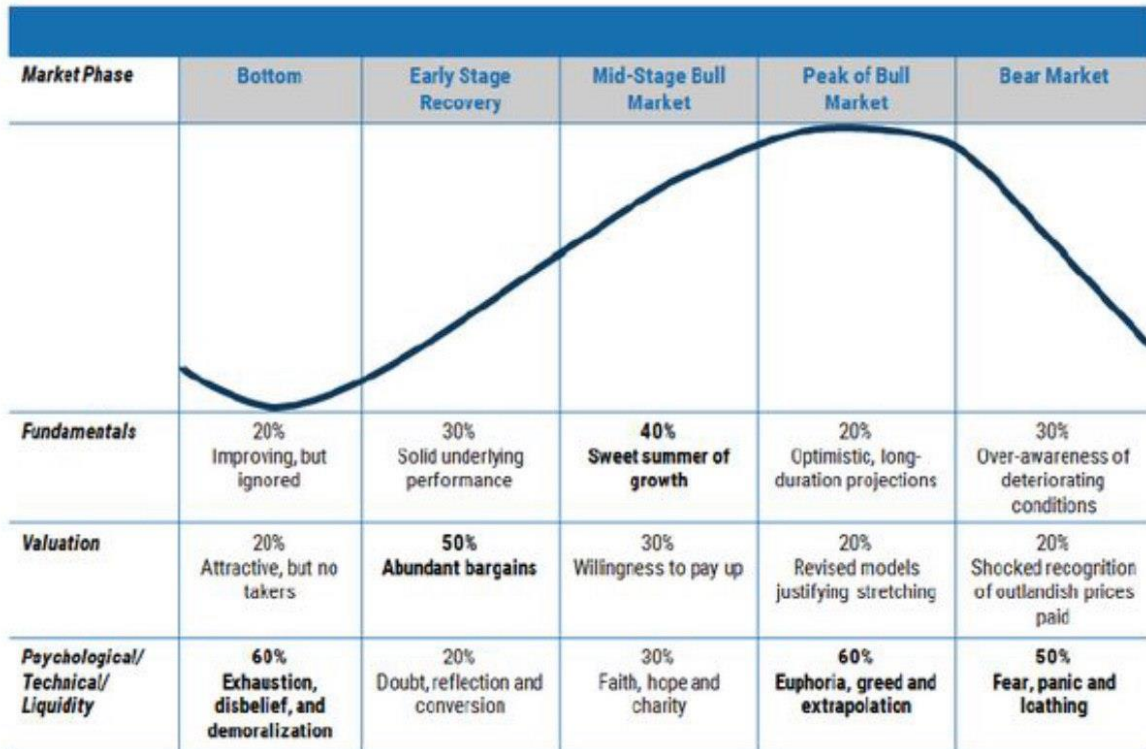 Market Phase
Bottom
Early Stage
Recovery
Mid-Stage Bull
Market
Peak of Bull
Market
Bear Market
Fundamentals
20%
Improving, but
ignored
30%
Solid underlying
performance
40%
Sweet summer of
growth
20%
Optimistic, long-
duration projections
30%
Over-awareness of
deteriorating
conditions
Valuation
20%
Attractive, but no
takers
50%
Abundant bargains
30%
Willingness to pay up
20%
Revised models
justifying stretching
20%
Shocked recognition
of outlandish prices
paid
Psychological/
Technical/
Liquidity
60%
Exhaustion,
disbelief, and
demoralization
20%
Doubt, reflection and
conversion
30%
Faith, hope and
charity
60%
Euphoria, greed and
extrapolation
50%
Fear, panic and
loathing